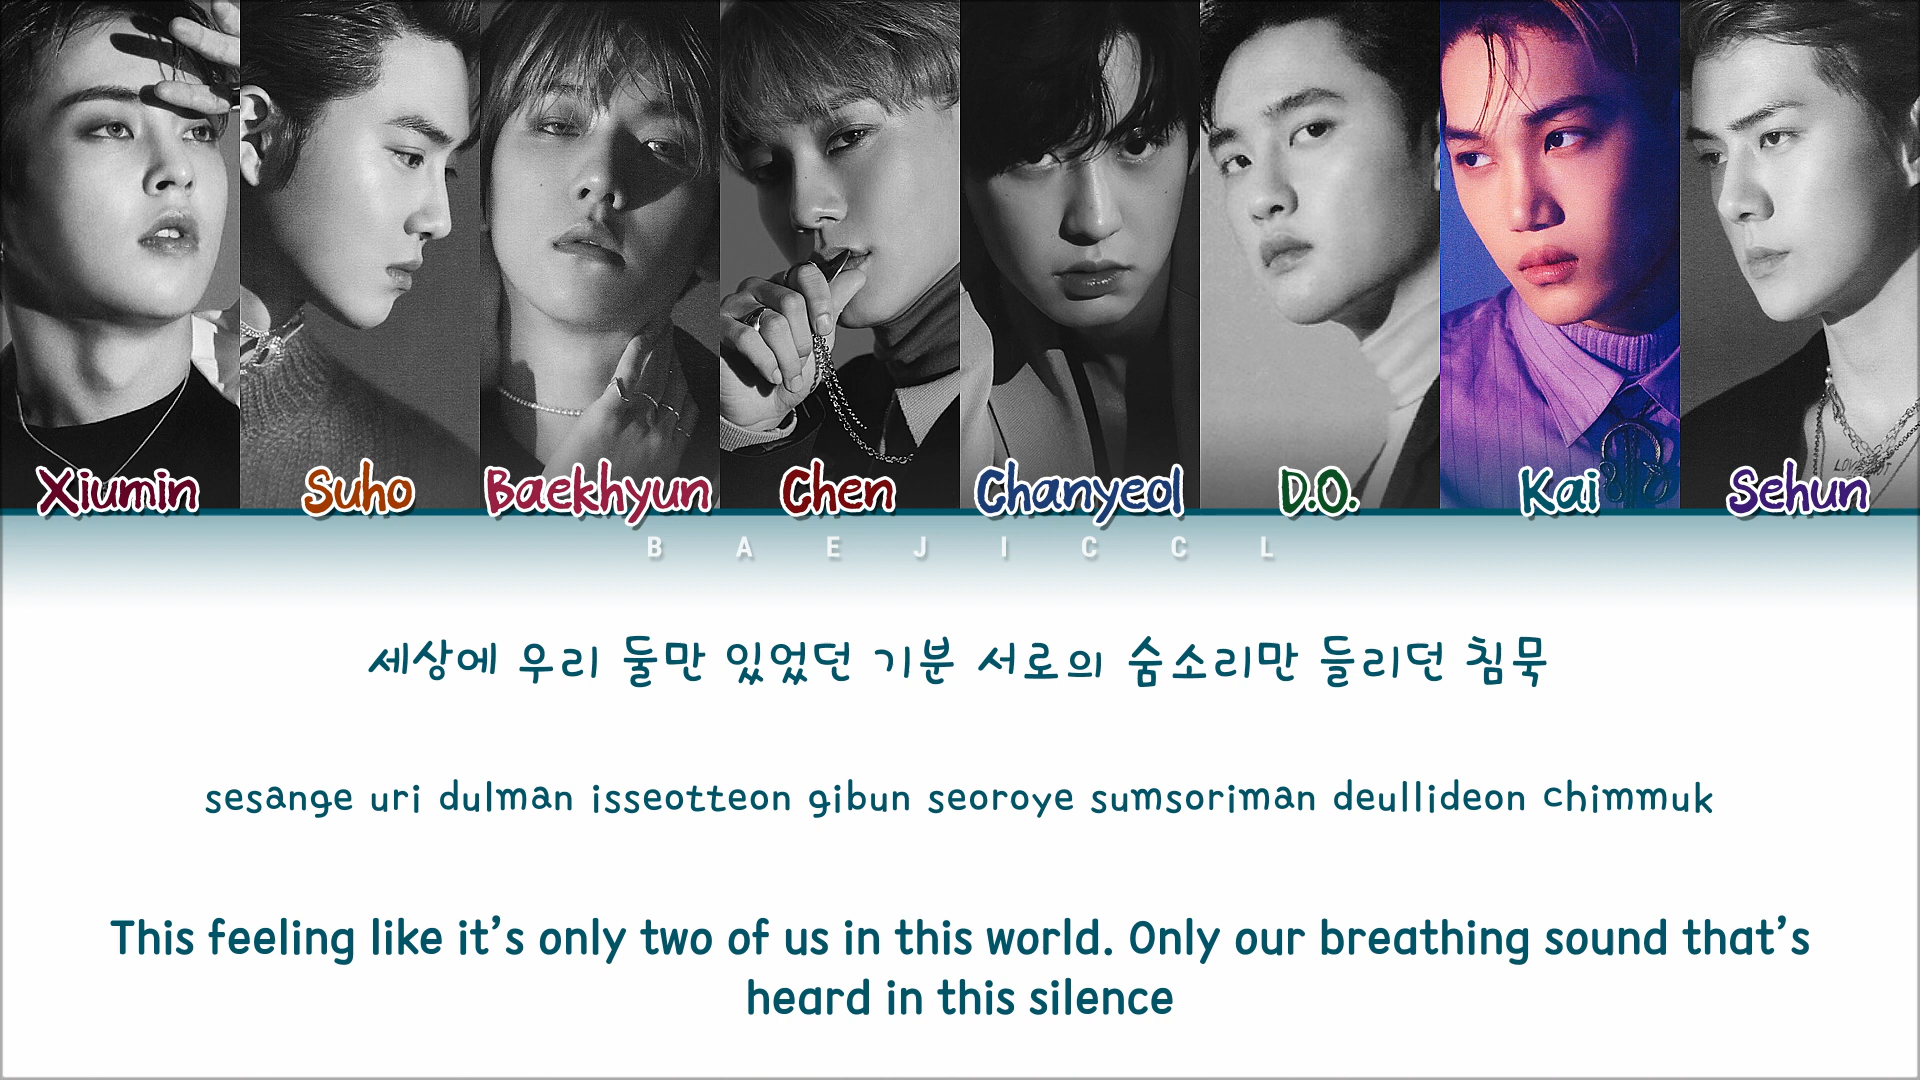 Xiumin Suho Baekhyun Chen Chanyeol D.O. Kai Sehun
BAEJICCL
세상에 우리 둘만 있었던 기분 서로의 숨소리만 들리던 침묵
sesange uri dulman isseotteon gibun seoroye sumsoriman deullideon chimmuk
This feeling like it’s only two of us in this world. Only our breathing sound that’s
heard in this silence